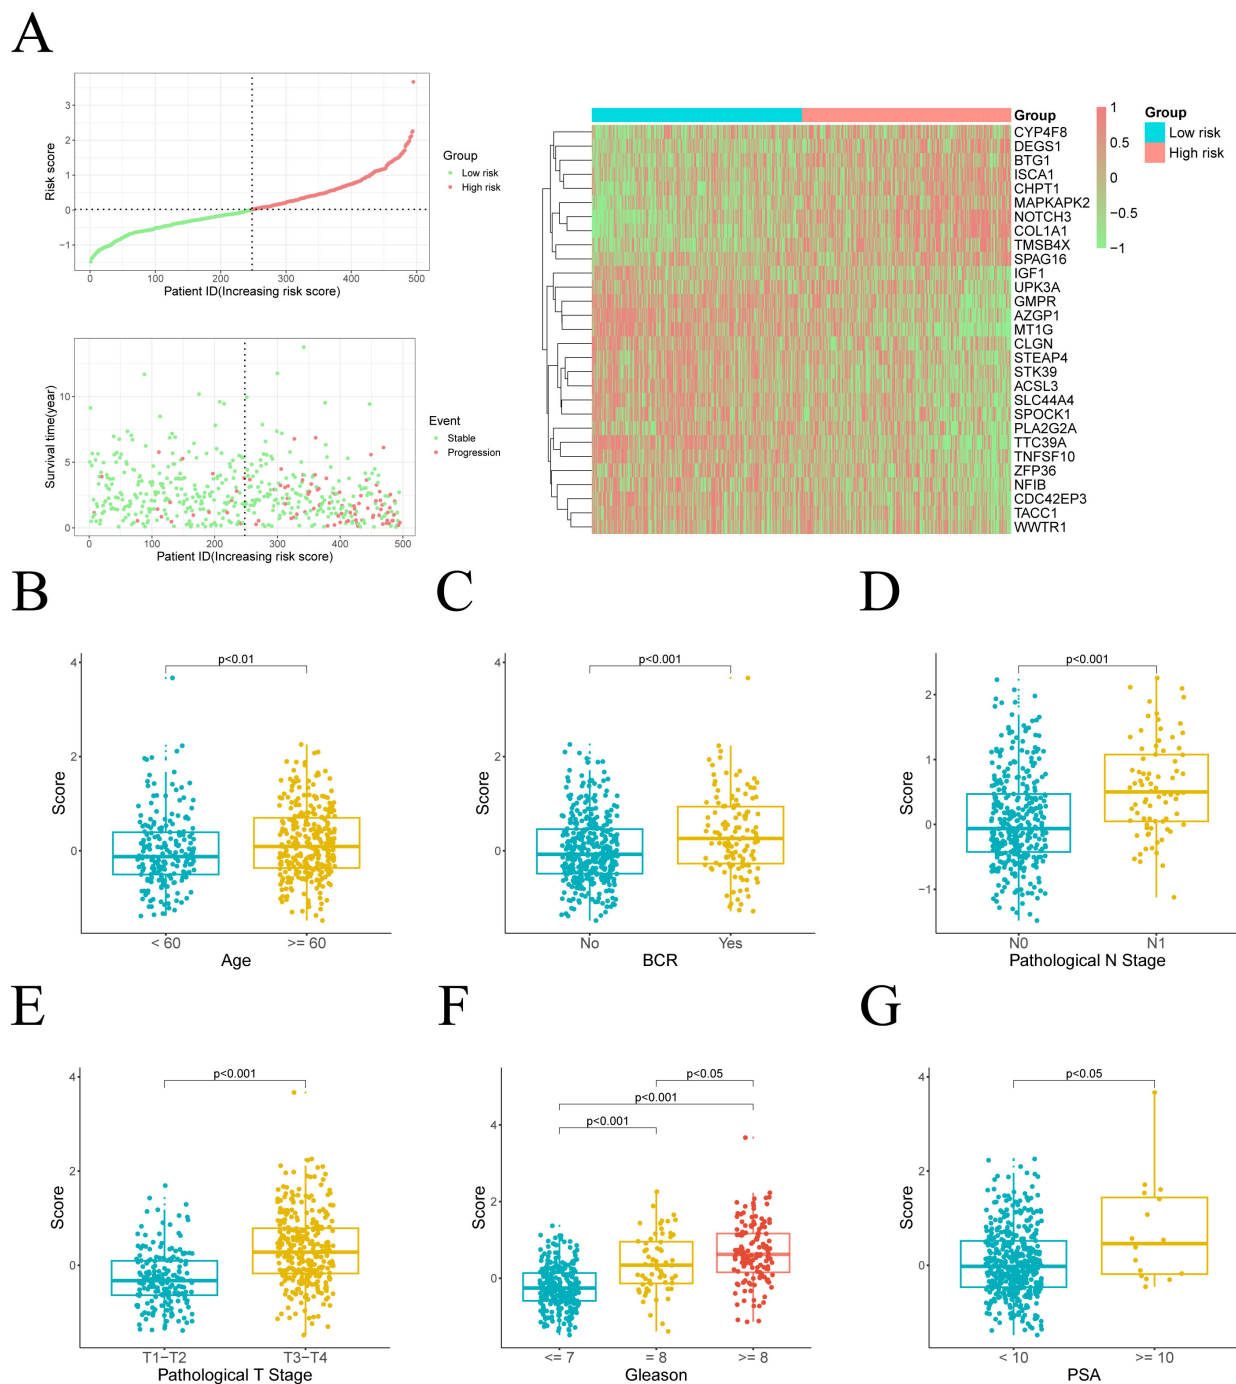 A
3
2
1
0
−1
Risk score
0
100
200
300
400
500
Patient ID(Increasing risk score)
Group
Low risk
High risk
10
5
0
Survival time(year)
0
100
200
300
400
500
Patient ID(Increasing risk score)
Event
Stable
Progression
Group
CYP4F8
DEGS1
BTG1
ISCA1
CHPT1
MAPKAPK2
NOTCH3
COL1A1
TMSB4X
SPAG16
IGF1
UPK3A
GMPR
AZGP1
MT1G
CLGN
STEAP4
STK39
ACSL3
SLC44A4
SPOCK1
PLA2G2A
TTC39A
TNFSF10
ZFP36
NFIB
CDC42EP3
TACC1
WWTR1
1
0.5
0
−0.5
−1
Group
Low risk
High risk
B
p<0.01
4
2
0
Score
< 60
>= 60
Age
C
p<0.001
4
2
0
Score
No
Yes
BCR
D
p<0.001
2
1
0
−1
Score
N0
N1
Pathological N Stage
E
p<0.001
4
2
0
Score
T1−T2
T3−T4
Pathological T Stage
F
p<0.05
p<0.001
p<0.001
4
2
0
Score
<= 7
= 8
>= 8
Gleason
G
p<0.05
4
2
0
Score
< 10
>= 10
PSA